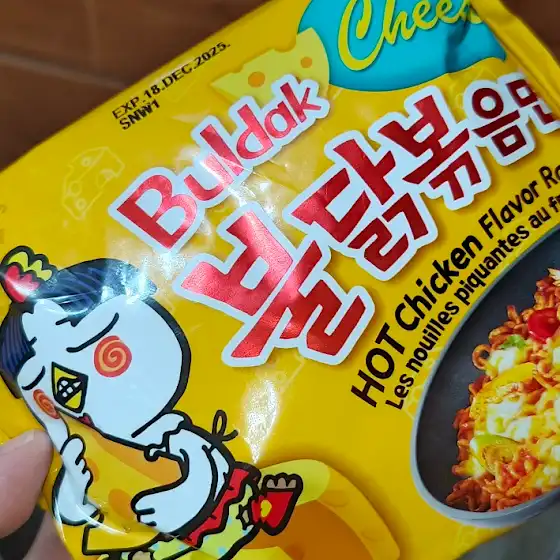 EXP.18.DEC.2025.
SNW1
Chee
Buldak
불닭볶음면
HOT Chicken Flavor Ra
Les nouilles piquantes au